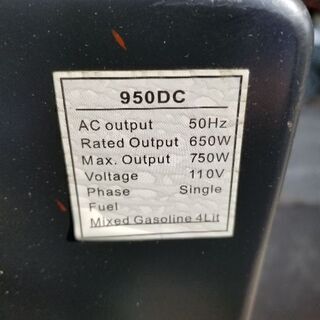 950DC
AC output 50Hz
Rated Output 650W
Max. Output 750W
Voltage 110V
Phase Single
Fuel
Mixed Gasoline 4Lit